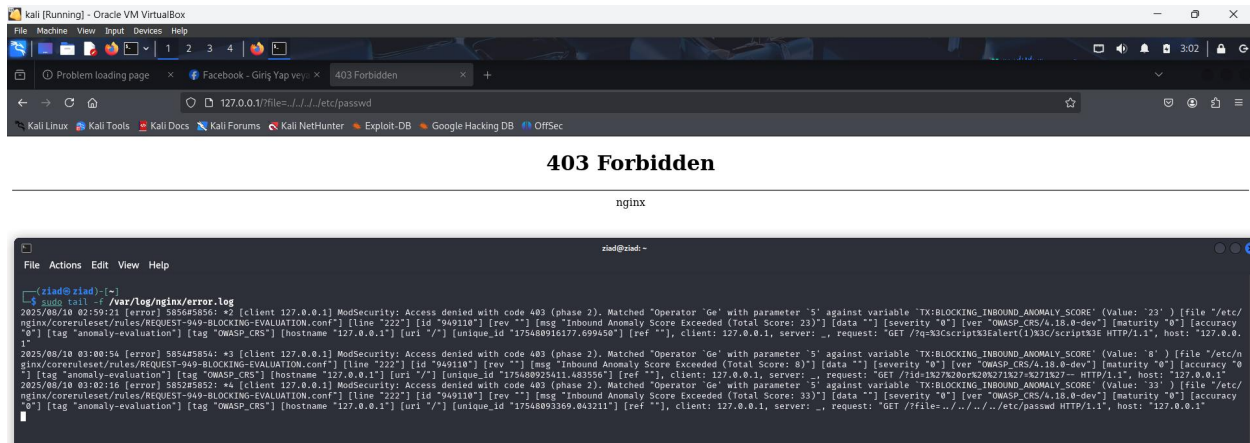 kali [Running] - Oracle VM VirtualBox
File Machine View Input Devices Help
1 2 3 4
3:02
Problem loading page
Facebook - Giriş Yap veya
403 Forbidden
127.0.0.1/?file=../../../../etc/passwd
Kali Linux Kali Tools Kali Docs Kali Forums Kali NetHunter Exploit-DB Google Hacking DB OffSec
403 Forbidden
nginx
ziad@ziad: ~
File Actions Edit View Help
(ziad㉿ziad)-[~]
$ sudo tail -f /var/log/nginx/error.log
2025/08/10 02:59:21 [error] 5856#5856: *2 [client 127.0.0.1] ModSecurity: Access denied with code 403 (phase 2). Matched "Operator `Ge' with parameter `5' against variable `TX:BLOCKING_INBOUND_ANOMALY_SCORE' (Value: `23' ) [file "/etc/
nginx/coreruleset/rules/REQUEST-949-BLOCKING-EVALUATION.conf"] [line "222"] [id "949110"] [rev ""] [msg "Inbound Anomaly Score Exceeded (Total Score: 23)"] [data ""] [severity "0"] [ver "OWASP_CRS/4.18.0-dev"] [maturity "0"] [accuracy
"0"] [tag "anomaly-evaluation"] [tag "OWASP_CRS"] [hostname "127.0.0.1"] [uri "/"] [unique_id "175480916177.699450"] [ref ""], client: 127.0.0.1, server: _, request: "GET /?q=%3Cscript%3Ealert(1)%3C/script%3E HTTP/1.1", host: "127.0.0.
1"
2025/08/10 03:00:54 [error] 5854#5854: *3 [client 127.0.0.1] ModSecurity: Access denied with code 403 (phase 2). Matched "Operator `Ge' with parameter `5' against variable `TX:BLOCKING_INBOUND_ANOMALY_SCORE' (Value: `8' ) [file "/etc/n
ginx/coreruleset/rules/REQUEST-949-BLOCKING-EVALUATION.conf"] [line "222"] [id "949110"] [rev ""] [msg "Inbound Anomaly Score Exceeded (Total Score: 8)"] [data ""] [severity "0"] [ver "OWASP_CRS/4.18.0-dev"] [maturity "0"] [accuracy "0
"] [tag "anomaly-evaluation"] [tag "OWASP_CRS"] [hostname "127.0.0.1"] [uri "/"] [unique_id "175480925411.483556"] [ref ""], client: 127.0.0.1, server: _, request: "GET /?id=1%27%20or%20%271%27=%271%27-- HTTP/1.1", host: "127.0.0.1"
2025/08/10 03:02:16 [error] 5852#5852: *4 [client 127.0.0.1] ModSecurity: Access denied with code 403 (phase 2). Matched "Operator `Ge' with parameter `5' against variable `TX:BLOCKING_INBOUND_ANOMALY_SCORE' (Value: `33' ) [file "/etc/
nginx/coreruleset/rules/REQUEST-949-BLOCKING-EVALUATION.conf"] [line "222"] [id "949110"] [rev ""] [msg "Inbound Anomaly Score Exceeded (Total Score: 33)"] [data ""] [severity "0"] [ver "OWASP_CRS/4.18.0-dev"] [maturity "0"] [accuracy
"0"] [tag "anomaly-evaluation"] [tag "OWASP_CRS"] [hostname "127.0.0.1"] [uri "/"] [unique_id "17548093369.043211"] [ref ""], client: 127.0.0.1, server: _, request: "GET /?file=../../../../etc/passwd HTTP/1.1", host: "127.0.0.1"